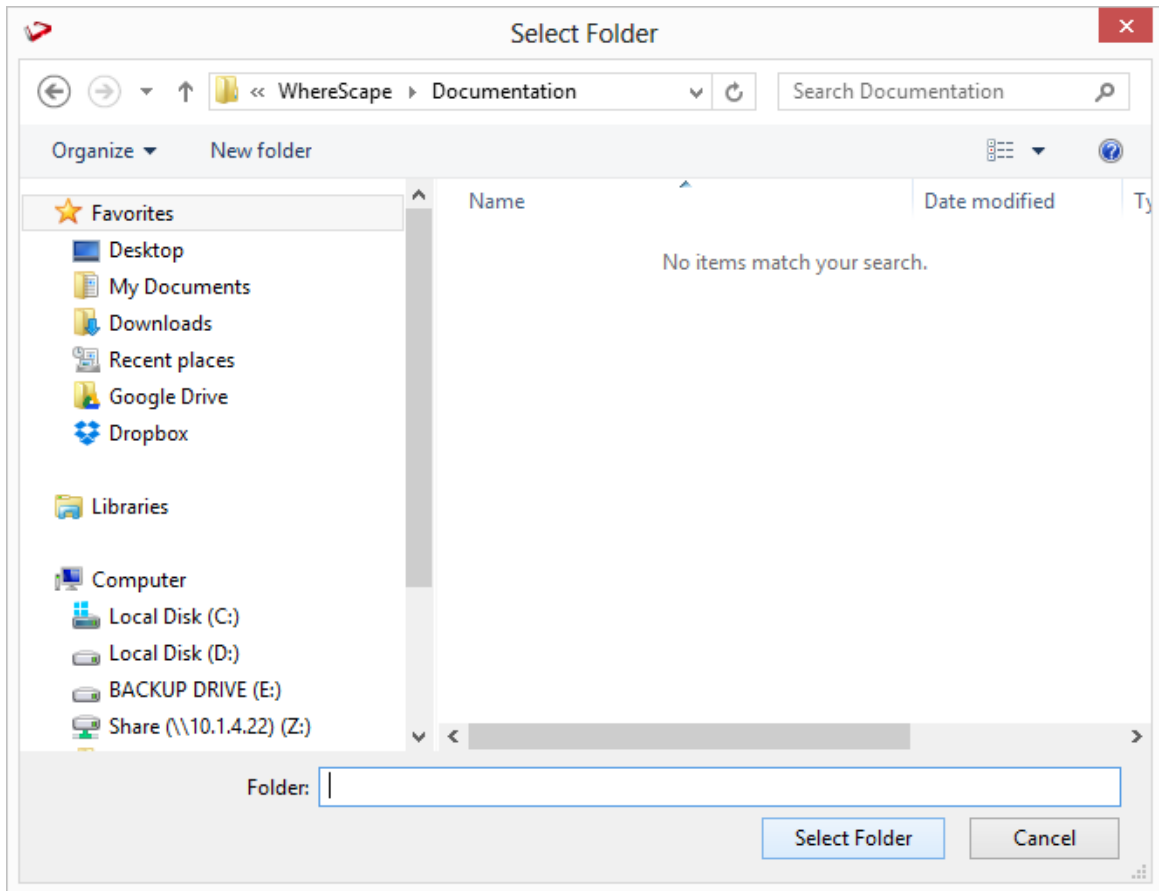 Select Folder
« WhereScape Documentation
Search Documentation
Organize New folder
Favorites
Desktop
My Documents
Downloads
Recent places
Google Drive
Dropbox
Libraries
Computer
Local Disk (C:)
Local Disk (D:)
BACKUP DRIVE (E:)
Share (\\10.1.4.22) (Z:)
Name Date modified Ty
No items match your search.
Folder:
Select Folder Cancel